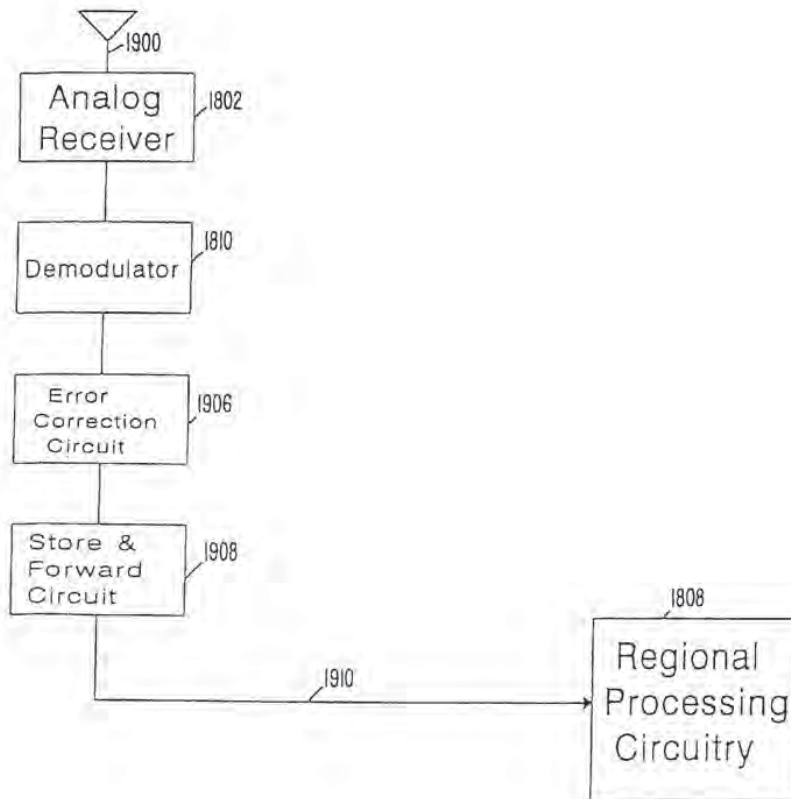 1900
Analog
Receiver
1802
Demodulator
1810
Error
Correction
Circuit
1906
Store &
Forward
Circuit
1908
1910
1808
Regional
Processing
Circuitry